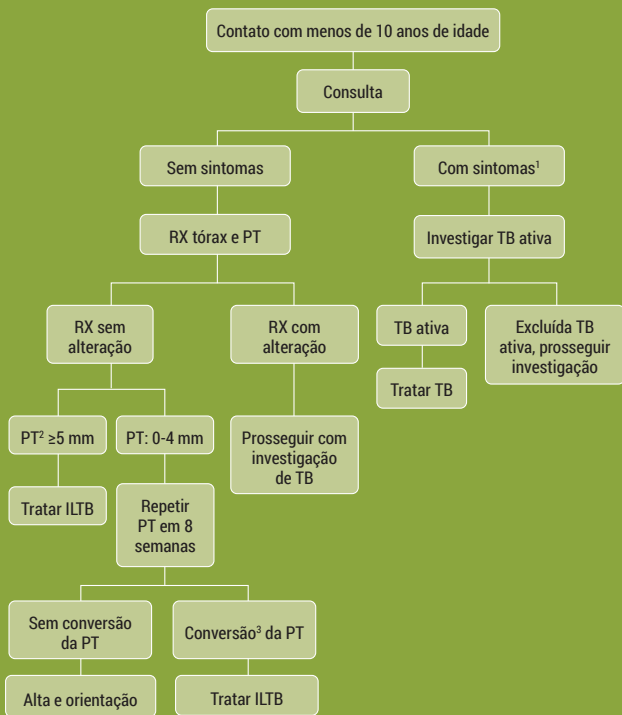 Contato com menos de 10 anos de idade
Consulta
Sem sintomas
Com sintomas¹
RX tórax e PT
Investigar TB ativa
RX sem
alteração
RX com
alteração
TB ativa
Excluída TB
ativa, prosseguir
investigação
Tratar TB
PT² ≥5 mm
PT: 0-4 mm
Prosseguir com
investigação
de TB
Tratar ILTB
Repetir
PT em 8
semanas
Sem conversão
da PT
Conversão³ da PT
Alta e orientação
Tratar ILTB